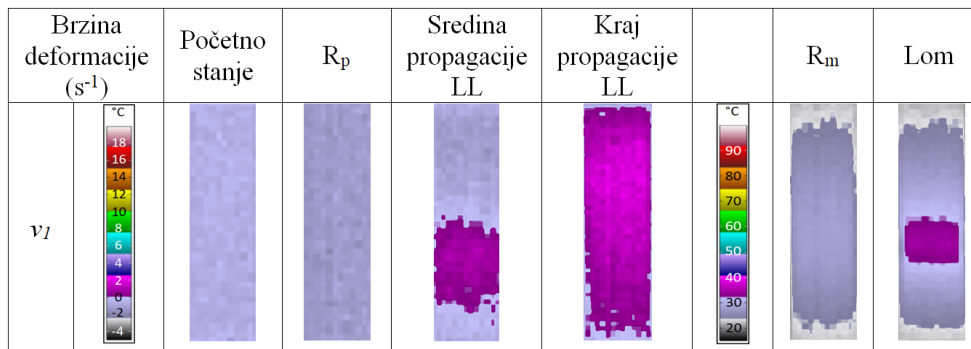 Brzina
deformacije
(s⁻¹)
Početno
stanje
Rₚ
Sredina
propagacije
LL
Kraj
propagacije
LL
Rₘ
Lom
v₁
°C
18
16
14
12
10
8
6
4
2
0
-2
-4
°C
90
80
70
60
50
40
30
20